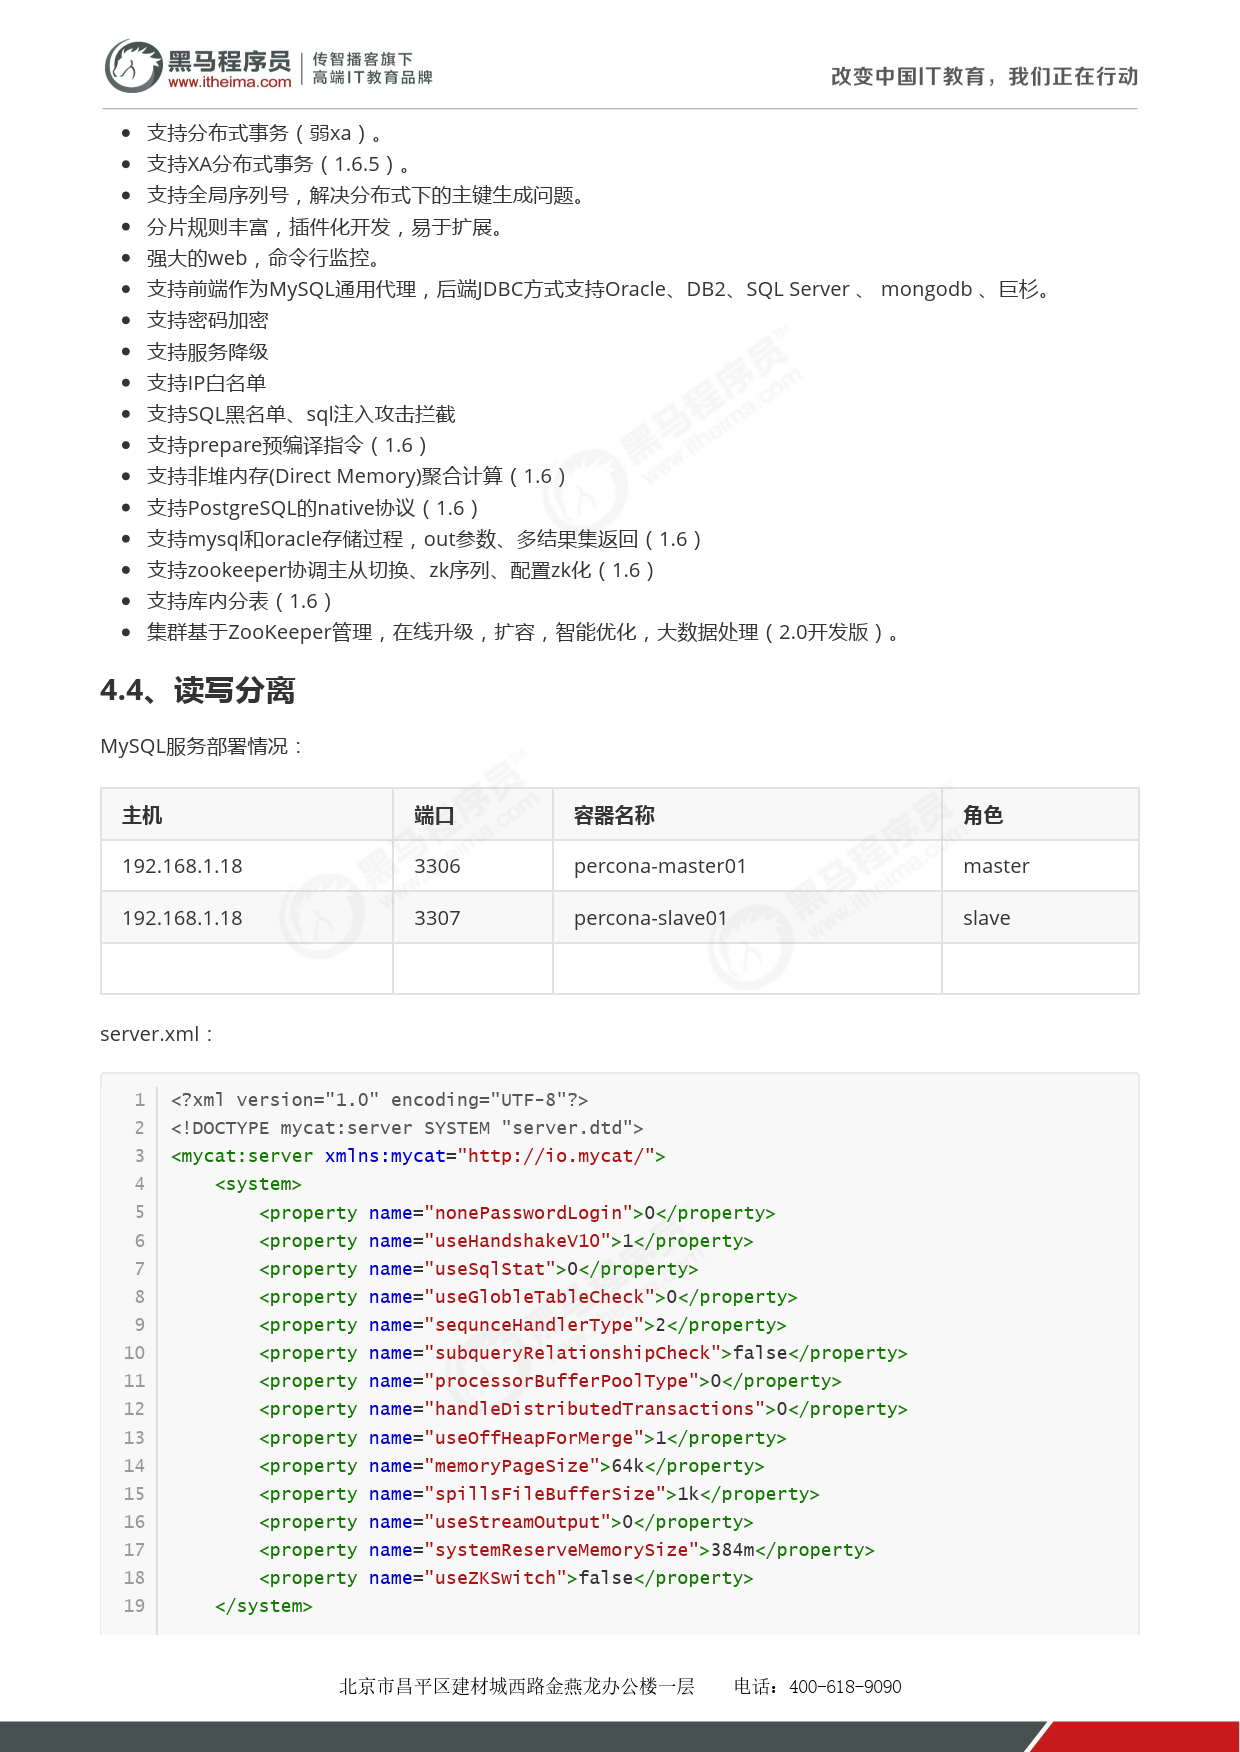 黑马程序员
www.itheima.com
传智播客旗下
高端IT教育品牌
改变中国IT教育，我们正在行动
支持分布式事务（弱xa）。
支持XA分布式事务（1.6.5）。
支持全局序列号，解决分布式下的主键生成问题。
分片规则丰富，插件化开发，易于扩展。
强大的web，命令行监控。
支持前端作为MySQL通用代理，后端JDBC方式支持Oracle、DB2、SQL Server 、 mongodb 、巨杉。
支持密码加密
支持服务降级
支持IP白名单
支持SQL黑名单、sql注入攻击拦截
支持prepare预编译指令（1.6）
支持非堆内存(Direct Memory)聚合计算（1.6）
支持PostgreSQL的native协议（1.6）
支持mysql和oracle存储过程，out参数、多结果集返回（1.6）
支持zookeeper协调主从切换、zk序列、配置zk化（1.6）
支持库内分表（1.6）
集群基于ZooKeeper管理，在线升级，扩容，智能优化，大数据处理（2.0开发版）。
4.4、读写分离
MySQL服务部署情况：
主机 端口 容器名称 角色
192.168.1.18 3306 percona-master01 master
192.168.1.18 3307 percona-slave01 slave
server.xml：
1 <?xml version="1.0" encoding="UTF-8"?>
2 <!DOCTYPE mycat:server SYSTEM "server.dtd">
3 <mycat:server xmlns:mycat="http://io.mycat/">
4     <system>
5         <property name="nonePasswordLogin">0</property>
6         <property name="useHandshakeV10">1</property>
7         <property name="useSqlStat">0</property>
8         <property name="useGlobleTableCheck">0</property>
9         <property name="sequnceHandlerType">2</property>
10         <property name="subqueryRelationshipCheck">false</property>
11         <property name="processorBufferPoolType">0</property>
12         <property name="handleDistributedTransactions">0</property>
13         <property name="useOffHeapForMerge">1</property>
14         <property name="memoryPageSize">64k</property>
15         <property name="spillsFileBufferSize">1k</property>
16         <property name="useStreamOutput">0</property>
17         <property name="systemReserveMemorySize">384m</property>
18         <property name="useZKSwitch">false</property>
19     </system>
北京市昌平区建材城西路金燕龙办公楼一层 电话：400-618-9090